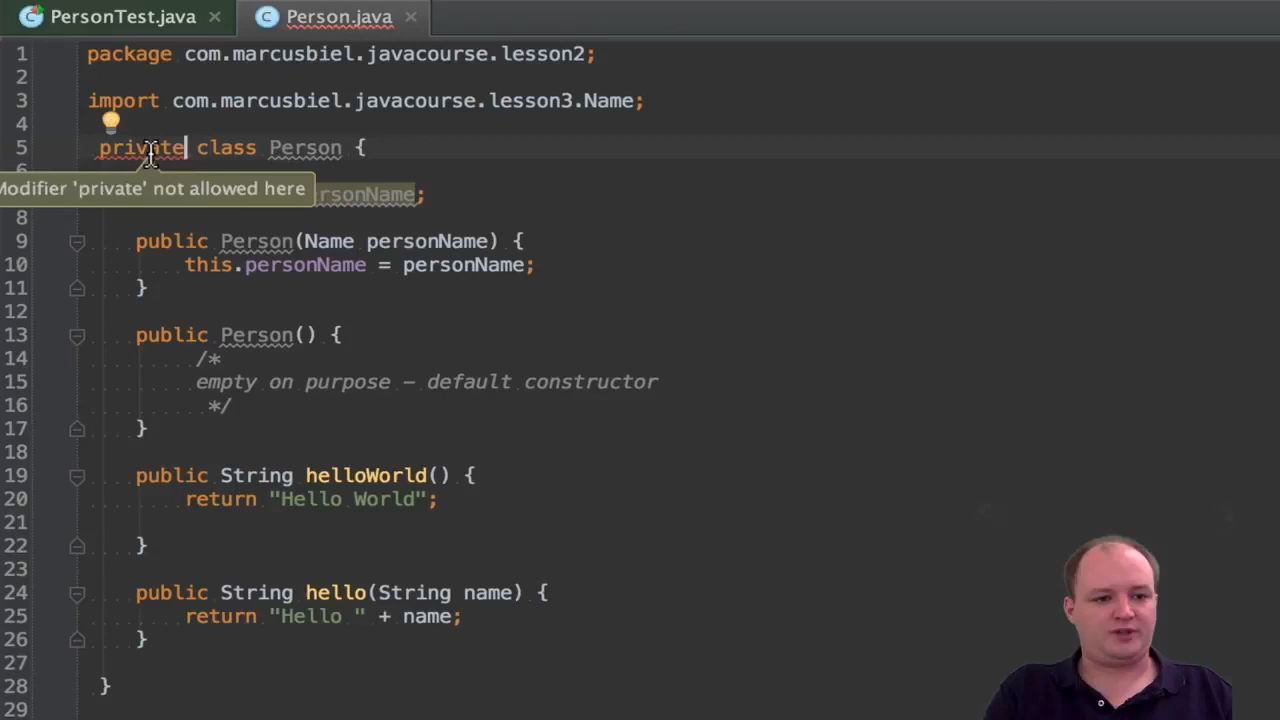 PersonTest.java Person.java
1 package com.marcusbiel.javacourse.lesson2;
2
3 import com.marcusbiel.javacourse.lesson3.Name;
4
5 private class Person {
Modifier 'private' not allowed here rsonName;
8
9 public Person(Name personName) {
10 this.personName = personName;
11 }
12
13 public Person() {
14 /*
15 empty on purpose – default constructor
16 */
17 }
18
19 public String helloWorld() {
20 return "Hello World";
21
22 }
23
24 public String hello(String name) {
25 return "Hello " + name;
26 }
27
28 }
29